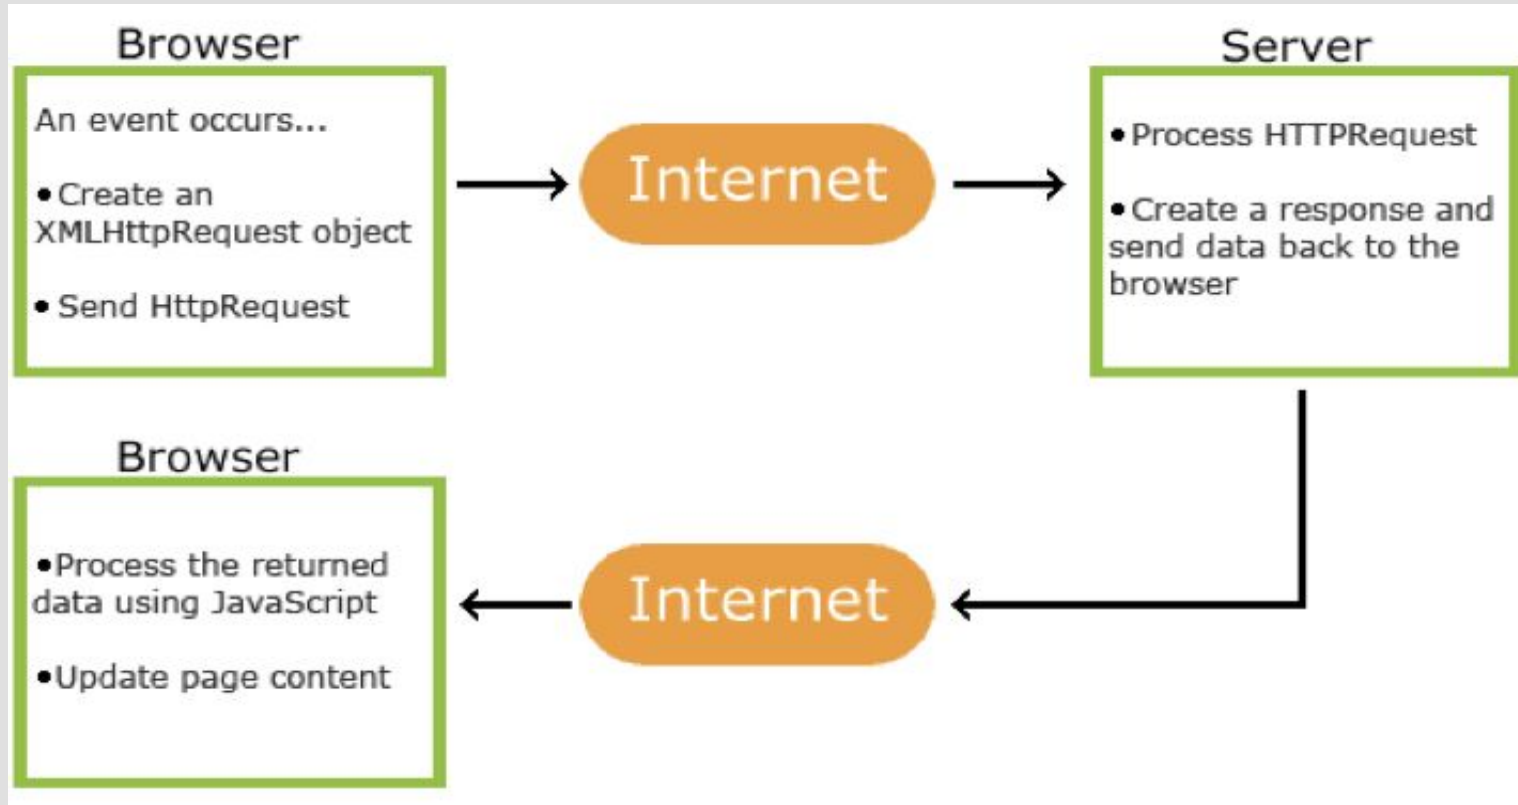 Browser
An event occurs...
•Create an
XMLHttpRequest object
• Send HttpRequest
Internet
Server
•Process HTTPRequest
•Create a response and
send data back to the
browser
Browser
•Process the returned
data using JavaScript
•Update page content
Internet